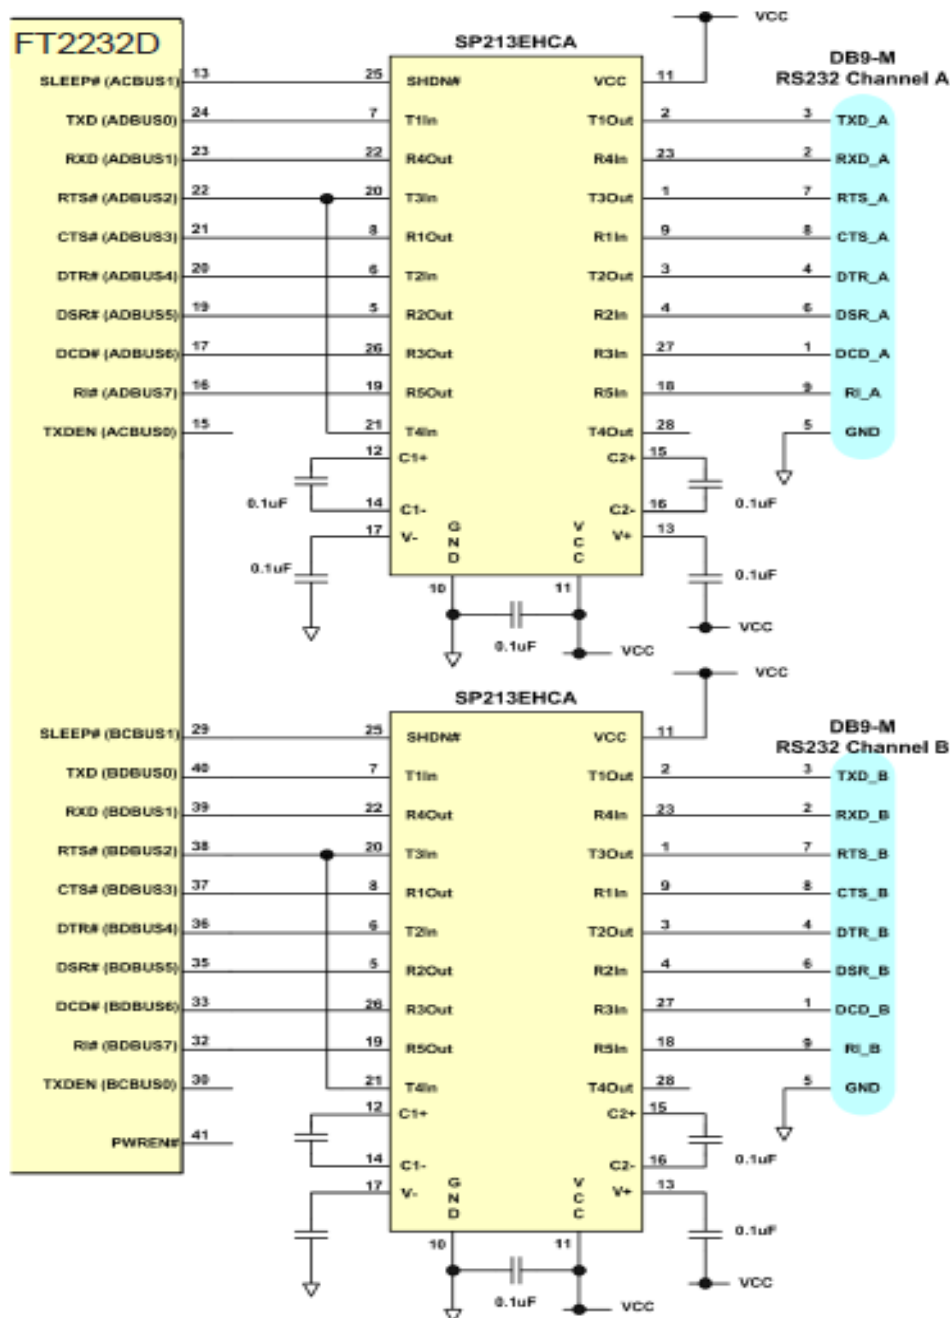 VCC
FT2232D
SP213EHCA
DB9-M
RS232 Channel A
SLEEP# (ACBUS1) 13 25 SHDN# VCC 11
TXD (ADBUS0) 24 7 T1In T1Out 2 3 TXD_A
RXD (ADBUS1) 23 22 R4Out R4In 23 2 RXD_A
RTS# (ADBUS2) 22 20 T3In T3Out 1 7 RTS_A
CTS# (ADBUS3) 21 8 R1Out R1In 9 8 CTS_A
DTR# (ADBUS4) 20 6 T2In T2Out 3 4 DTR_A
DSR# (ADBUS5) 19 5 R2Out R2In 4 6 DSR_A
DCD# (ADBUS6) 17 26 R3Out R3In 27 1 DCD_A
RI# (ADBUS7) 16 19 R5Out R5In 18 9 RI_A
TXDEN (ACBUS0) 15 21 T4In T4Out 28 5 GND
12 C1+ C2+ 15
0.1uF 14 C1- C2- 16 0.1uF
17 V- GND VCC V+ 13
0.1uF 0.1uF
10 11
VCC
0.1uF VCC
VCC
SP213EHCA
DB9-M
RS232 Channel B
SLEEP# (BCBUS1) 29 25 SHDN# VCC 11
TXD (BDBUS0) 40 7 T1In T1Out 2 3 TXD_B
RXD (BDBUS1) 39 22 R4Out R4In 23 2 RXD_B
RTS# (BDBUS2) 38 20 T3In T3Out 1 7 RTS_B
CTS# (BDBUS3) 37 8 R1Out R1In 9 8 CTS_B
DTR# (BDBUS4) 36 6 T2In T2Out 3 4 DTR_B
DSR# (BDBUS5) 35 5 R2Out R2In 4 6 DSR_B
DCD# (BDBUS6) 33 26 R3Out R3In 27 1 DCD_B
RI# (BDBUS7) 32 19 R5Out R5In 18 9 RI_B
TXDEN (BCBUS0) 30 21 T4In T4Out 28 5 GND
12 C1+ C2+ 15
PWREN# 41
14 C1- C2- 16 0.1uF
17 V- GND VCC V+ 13
0.1uF
10 11
VCC
0.1uF VCC